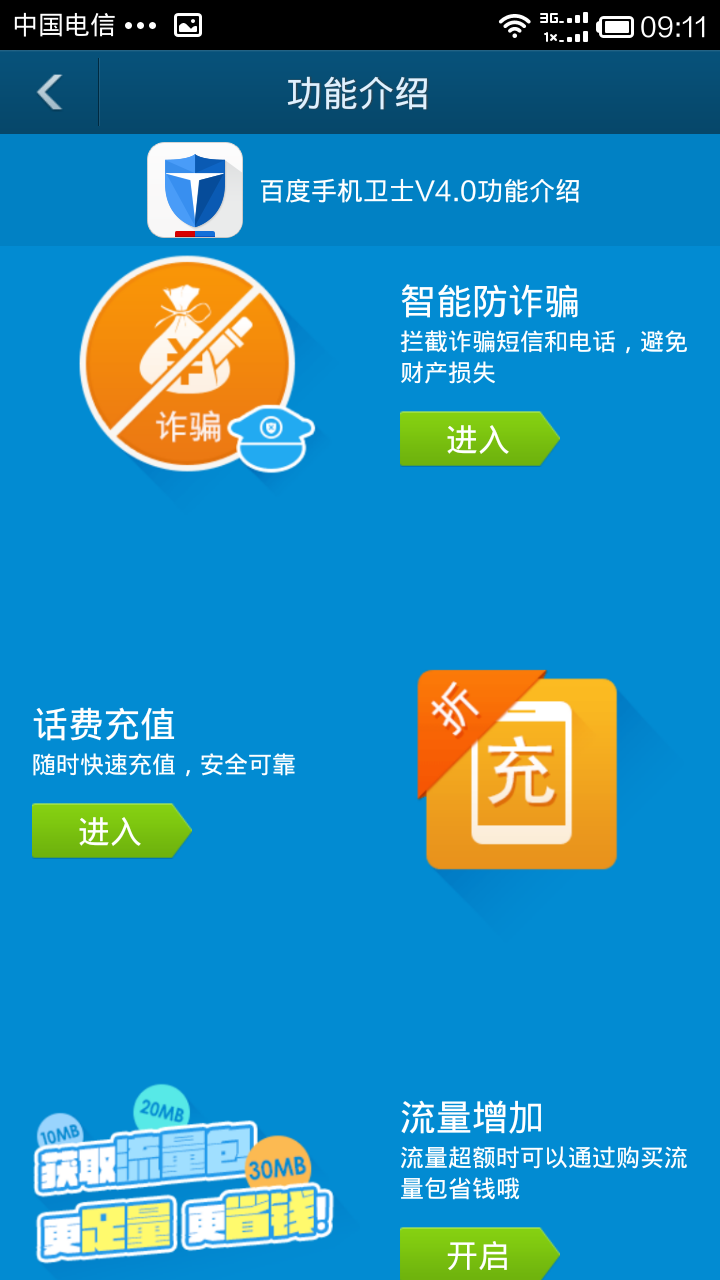 中国电信 •••
3G
1×
09:11
功能介绍
百度手机卫士V4.0功能介绍
诈骗
智能防诈骗
拦截诈骗短信和电话，避免
财产损失
进入
话费充值
随时快速充值，安全可靠
进入
折
充
10MB
20MB
获取流量包
30MB
更足量 更省钱!
流量增加
流量超额时可以通过购买流
量包省钱哦
开启